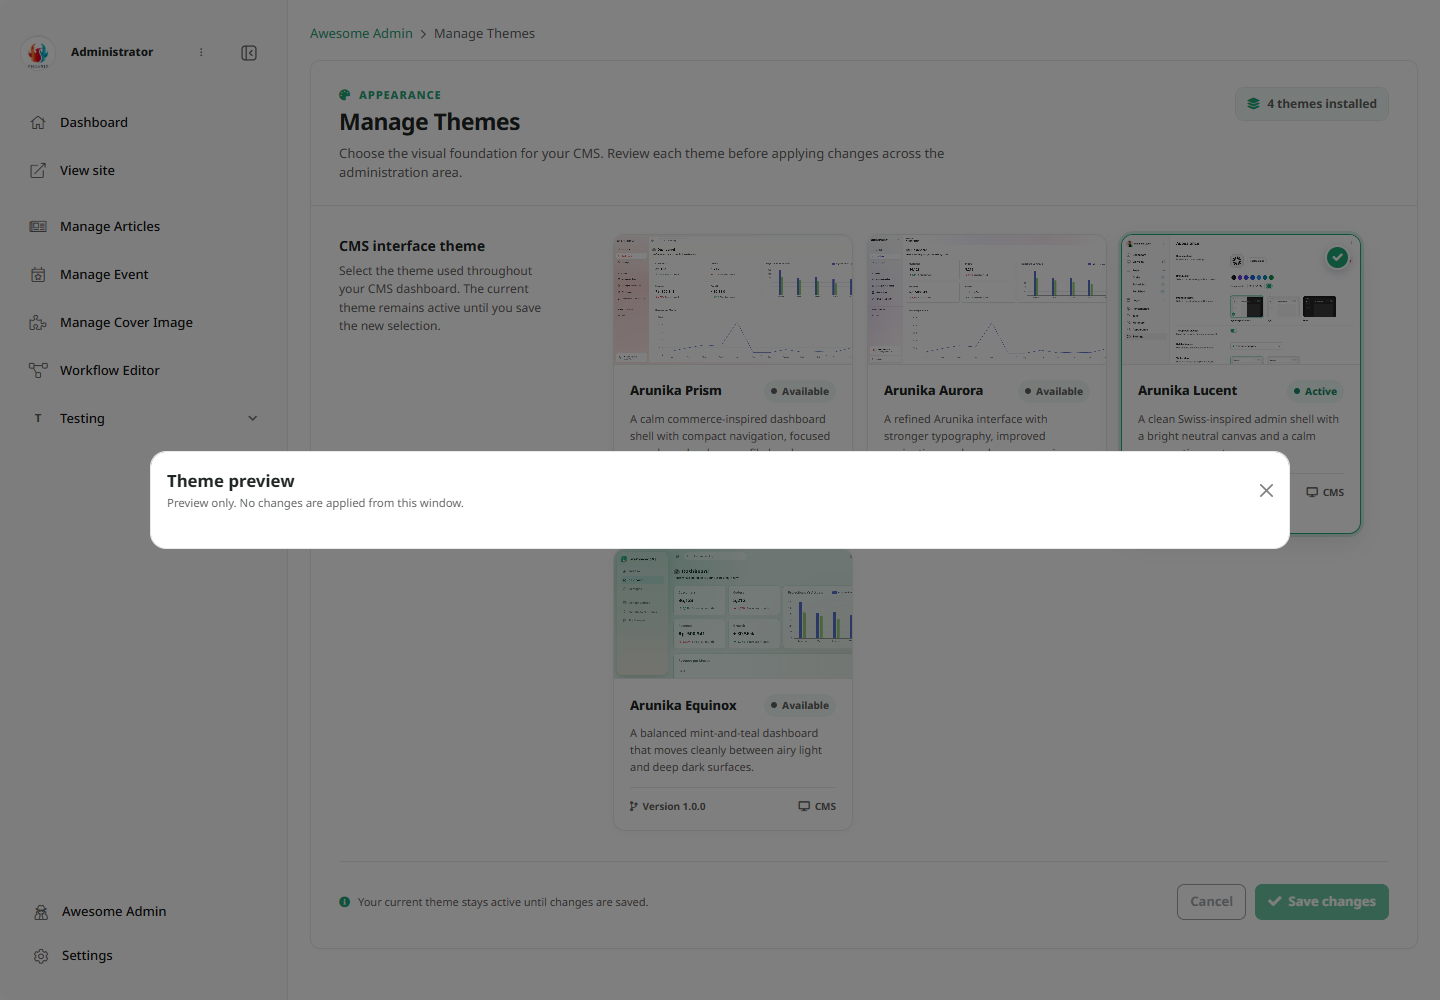 Administrator
Dashboard
View site
Manage Articles
Manage Event
Manage Cover Image
Workflow Editor
T Testing
Awesome Admin
Settings
Awesome Admin > Manage Themes
APPEARANCE
Manage Themes
Choose the visual foundation for your CMS. Review each theme before applying changes across the
administration area.
4 themes installed
CMS interface theme
Select the theme used throughout
your CMS dashboard. The current
theme remains active until you save
the new selection.
Arunika Prism
Available
A calm commerce-inspired dashboard
shell with compact navigation, focused
Arunika Aurora
Available
A refined Arunika interface with
stronger typography, improved
Arunika Lucent
Active
A clean Swiss-inspired admin shell with
a bright neutral canvas and a calm
CMS
Theme preview
Preview only. No changes are applied from this window.
Arunika Equinox
Available
A balanced mint-and-teal dashboard
that moves cleanly between airy light
and deep dark surfaces.
Version 1.0.0
CMS
Your current theme stays active until changes are saved.
Cancel
Save changes